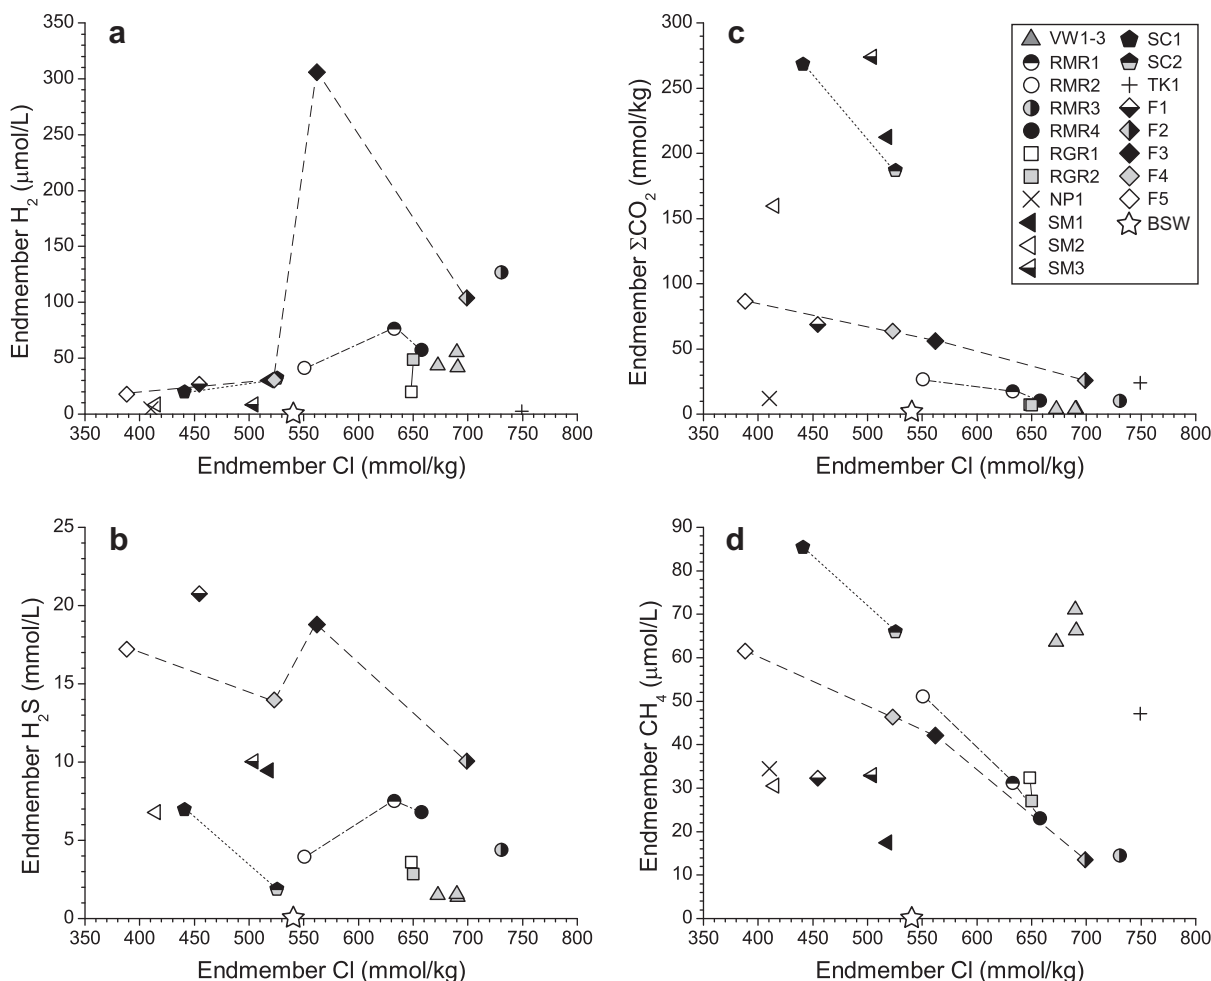 a
350
300
250
200
150
100
50
0
Endmember H2 (μmol/L)
350 400 450 500 550 600 650 700 750 800
Endmember Cl (mmol/kg)
c
300
250
200
150
100
50
0
Endmember ΣCO2 (mmol/kg)
350 400 450 500 550 600 650 700 750 800
Endmember Cl (mmol/kg)
VW1-3
RMR1
RMR2
RMR3
RMR4
RGR1
RGR2
NP1
SM1
SM2
SM3
SC1
SC2
TK1
F1
F2
F3
F4
F5
BSW
b
25
20
15
10
5
0
Endmember H2S (mmol/L)
350 400 450 500 550 600 650 700 750 800
Endmember Cl (mmol/kg)
d
90
80
70
60
50
40
30
20
10
0
Endmember CH4 (μmol/L)
350 400 450 500 550 600 650 700 750 800
Endmember Cl (mmol/kg)